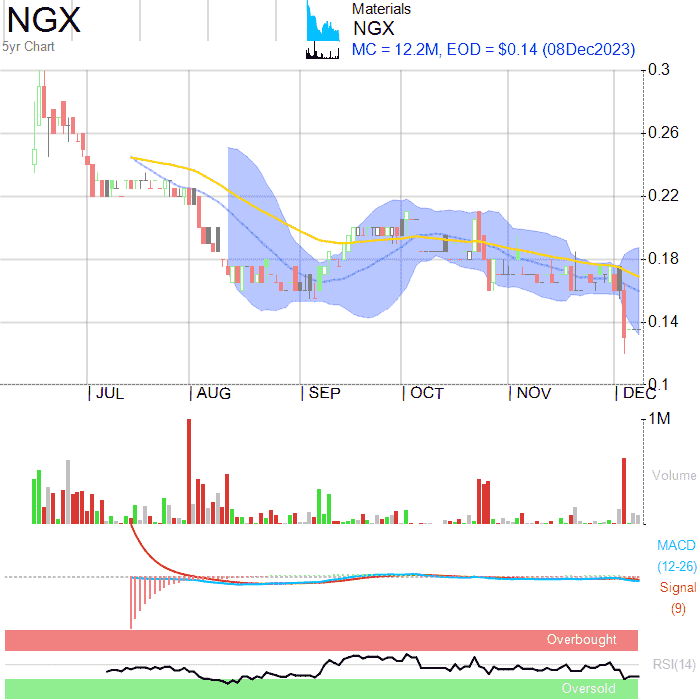 NGX
5yr Chart
Materials
NGX
MC = 12.2M, EOD = $0.14 (08Dec2023)
0.3
0.26
0.22
0.18
0.14
0.1
JUL
AUG
SEP
OCT
NOV
DEC
1M
Volume
MACD
(12-26)
Signal
(9)
Overbought
RSI(14)
Oversold